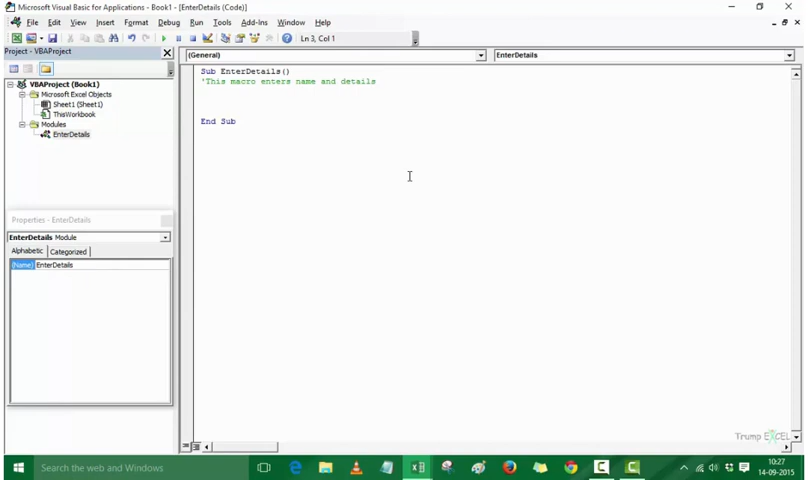 Microsoft Visual Basic for Applications - Book1 - [EnterDetails (Code)]
File Edit View Insert Format Debug Run Tools Add-Ins Window Help
Ln 3, Col 1
Project - VBAProject
(General)
EnterDetails
VBAProject (Book1)
Microsoft Excel Objects
Sheet1 (Sheet1)
ThisWorkbook
Modules
EnterDetails
Sub EnterDetails()
'This macro enters name and details
End Sub
Properties - EnterDetails
EnterDetails Module
Alphabetic Categorized
(Name) EnterDetails
Trump EXCEL
Search the web and Windows
10:27
14-09-2015